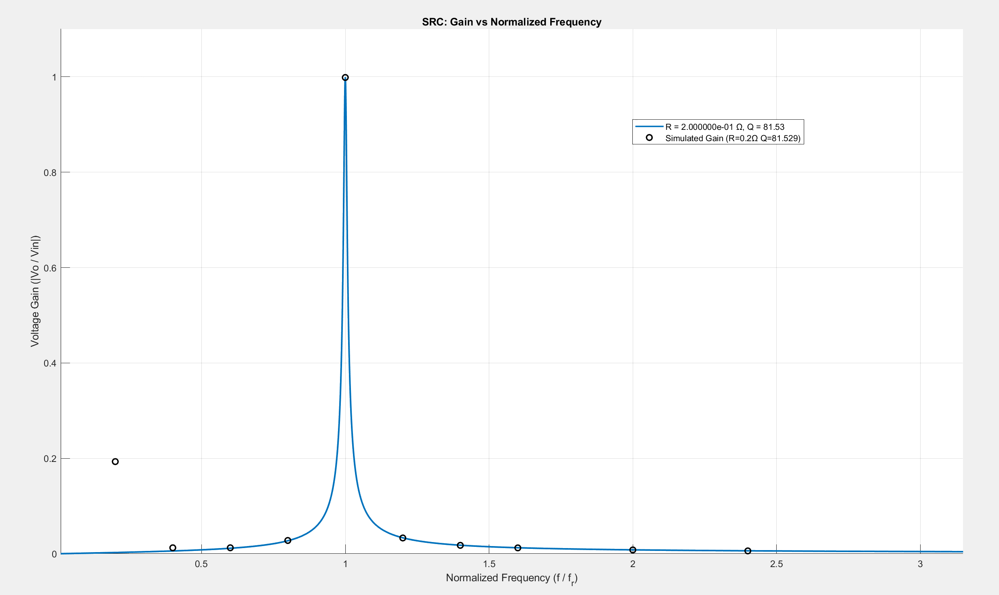 SRC: Gain vs Normalized Frequency
R = 2.000000e-01 Ω, Q = 81.53
Simulated Gain (R=0.2Ω Q=81.529)
Voltage Gain (|Vo / Vin|)
1
0.8
0.6
0.4
0.2
0
0.5 1 1.5 2 2.5 3
Normalized Frequency (f / fr)